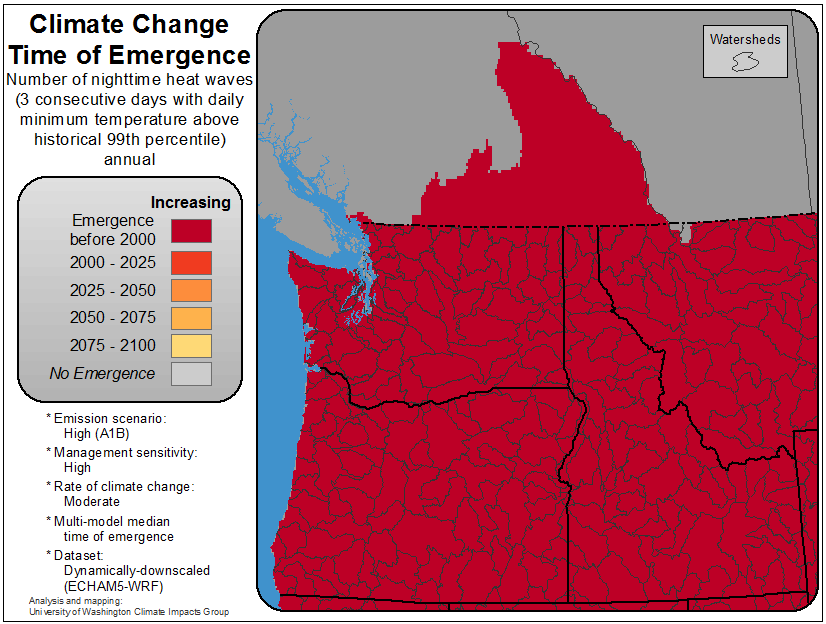 Climate Change
Time of Emergence
Number of nighttime heat waves
(3 consecutive days with daily
minimum temperature above
historical 99th percentile)
annual
Increasing
Emergence
before 2000
2000 - 2025
2025 - 2050
2050 - 2075
2075 - 2100
No Emergence
* Emission scenario:
High (A1B)
* Management sensitivity:
High
* Rate of climate change:
Moderate
* Multi-model median
time of emergence
* Dataset:
Dynamically-downscaled
(ECHAM5-WRF)
Analysis and mapping:
University of Washington Climate Impacts Group
Watersheds